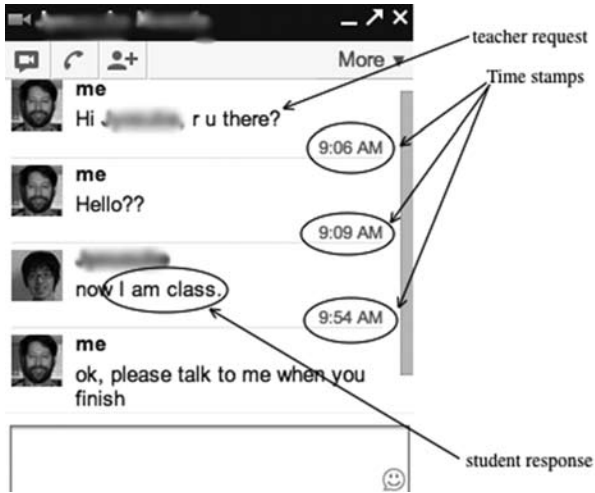 More
teacher request
Time stamps
me
Hi , r u there?
9:06 AM
me
Hello??
9:09 AM
now I am class.
9:54 AM
me
ok, please talk to me when you
finish
student response